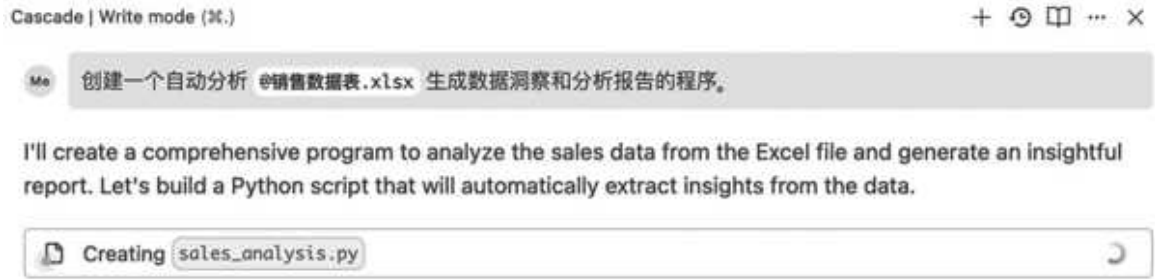 Cascade | Write mode (⌘.)
Me
创建一个自动分析 @销售数据表.xlsx 生成数据洞察和分析报告的程序。
I'll create a comprehensive program to analyze the sales data from the Excel file and generate an insightful
report. Let's build a Python script that will automatically extract insights from the data.
Creating sales_analysis.py